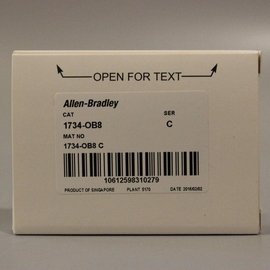 OPEN FOR TEXT
Allen-Bradley
CAT SER
1734-OB8 C
MAT NO
1734-OB8 C
10612598310279
PRODUCT OF SINGAPORE PLANT 5170 DATE 2016/02/02